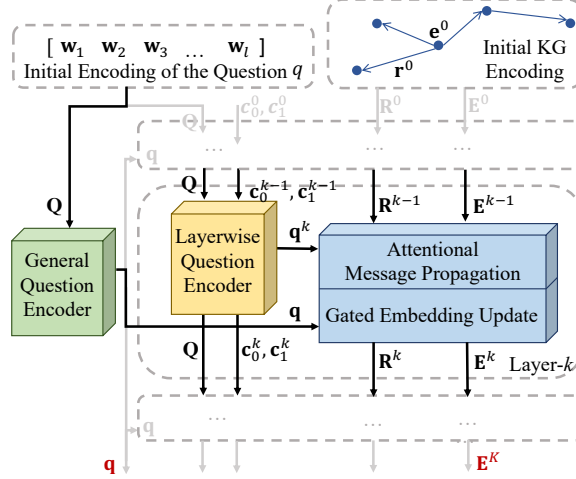 [ w₁ w₂ w₃ … w_l ]
Initial Encoding of the Question q
e⁰
r⁰
Initial KG
Encoding
Q
c₀⁰, c₁⁰
R⁰
E⁰
q
…
…
…
Q
Q
c₀ᵏ⁻¹, c₁ᵏ⁻¹
Rᵏ⁻¹
Eᵏ⁻¹
General
Question
Encoder
Layerwise
Question
Encoder
qᵏ
q
Attentional
Message Propagation
Gated Embedding Update
Q
c₀ᵏ, c₁ᵏ
Rᵏ
Eᵏ
Layer-k
q
…
…
…
q
Eᴷ